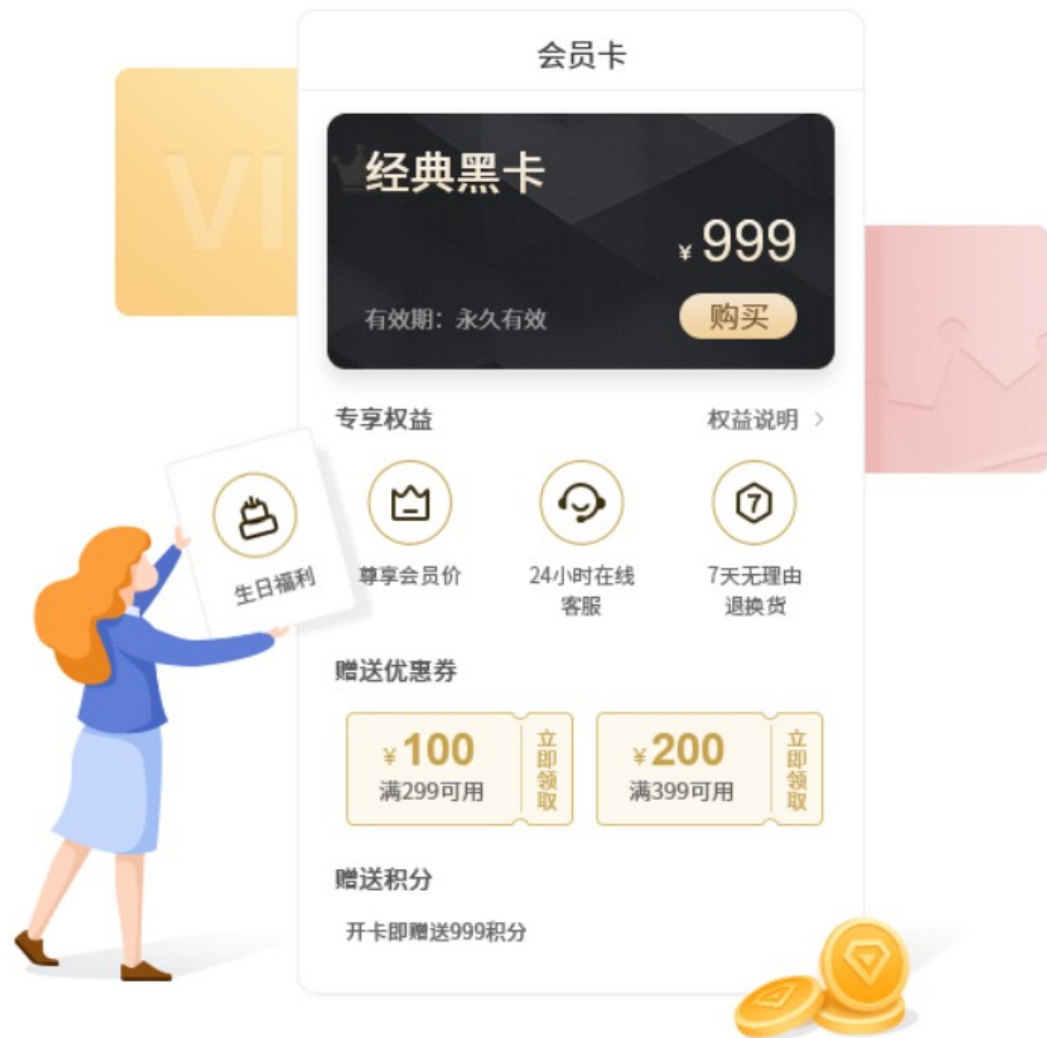 会员卡
VI
经典黑卡
¥ 999
有效期：永久有效
购买
专享权益
权益说明
生日福利
尊享会员价
24小时在线
客服
7
7天无理由
退换货
赠送优惠券
¥ 100
满299可用
立即领取
¥ 200
满399可用
立即领取
赠送积分
开卡即赠送999积分